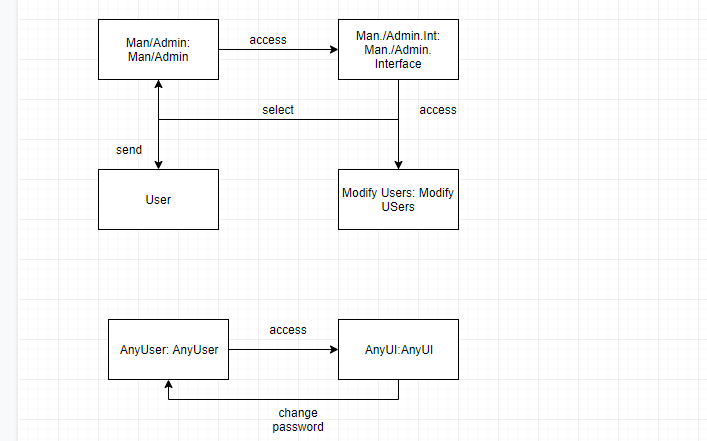 Man/Admin:
Man/Admin
access
Man./Admin.Int:
Man./Admin.
Interface
select
access
send
User
Modify Users: Modify
USers
AnyUser: AnyUser
access
AnyUI:AnyUI
change
password